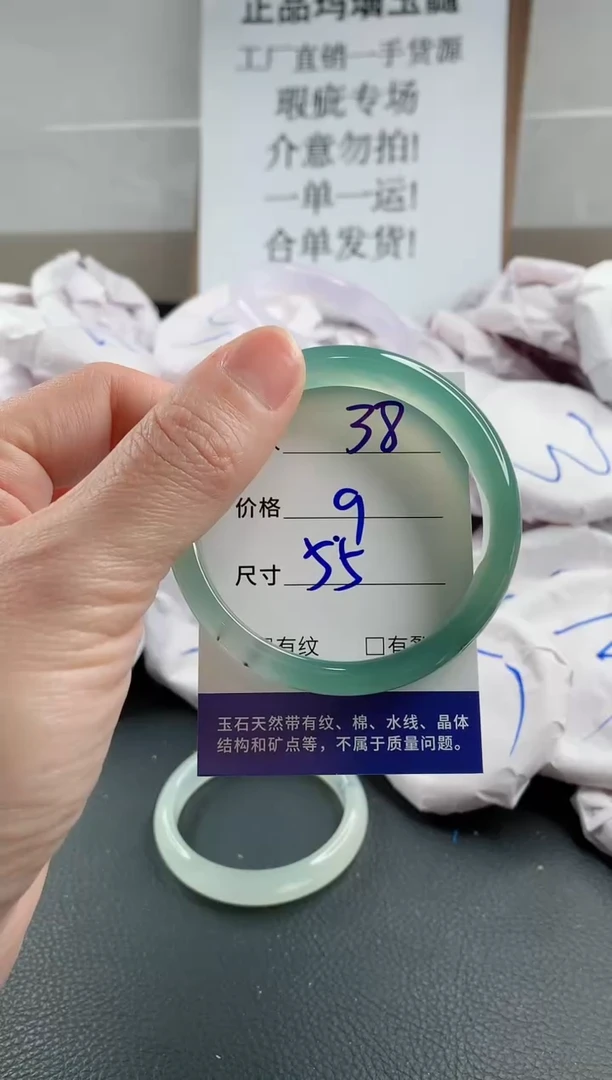 正品玛瑙玉髓
工厂直销一手货源
瑕疵专场
介意勿拍!
一单一运!
合单发货!
38
价格 9
尺寸 55
有纹 □有裂
玉石天然带有纹、棉、水线、晶体
结构和矿点等，不属于质量问题。